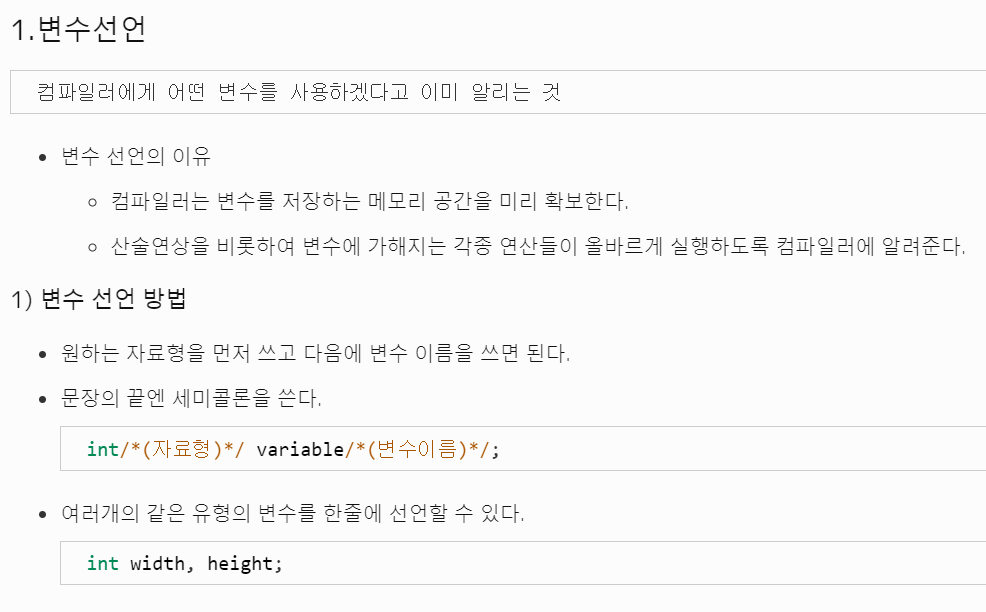 1.변수선언
컴파일러에게 어떤 변수를 사용하겠다고 이미 알리는 것
변수 선언의 이유
컴파일러는 변수를 저장하는 메모리 공간을 미리 확보한다.
산술연상을 비롯하여 변수에 가해지는 각종 연산들이 올바르게 실행하도록 컴파일러에 알려준다.
1) 변수 선언 방법
원하는 자료형을 먼저 쓰고 다음에 변수 이름을 쓰면 된다.
문장의 끝엔 세미콜론을 쓴다.
int/*(자료형)*/ variable/*(변수이름)*/;
여러개의 같은 유형의 변수를 한줄에 선언할 수 있다.
int width, height;